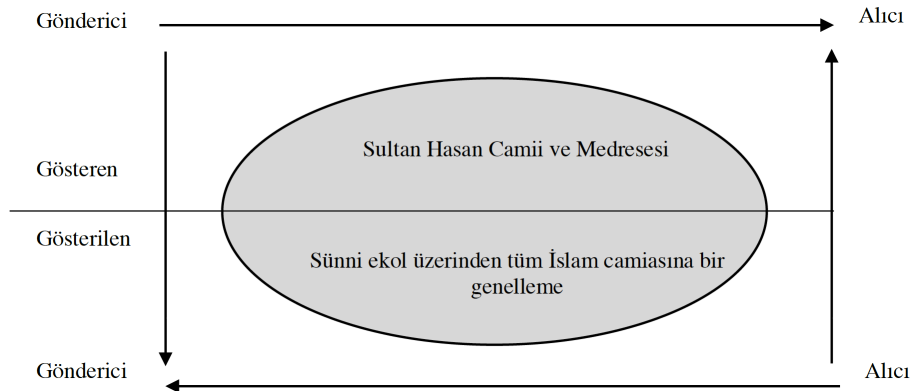 Gönderici
Alıcı
Sultan Hasan Camii ve Medresesi
Gösteren
Gösterilen
Sünni ekol üzerinden tüm İslam camiasına bir
genelleme
Gönderici
Alıcı